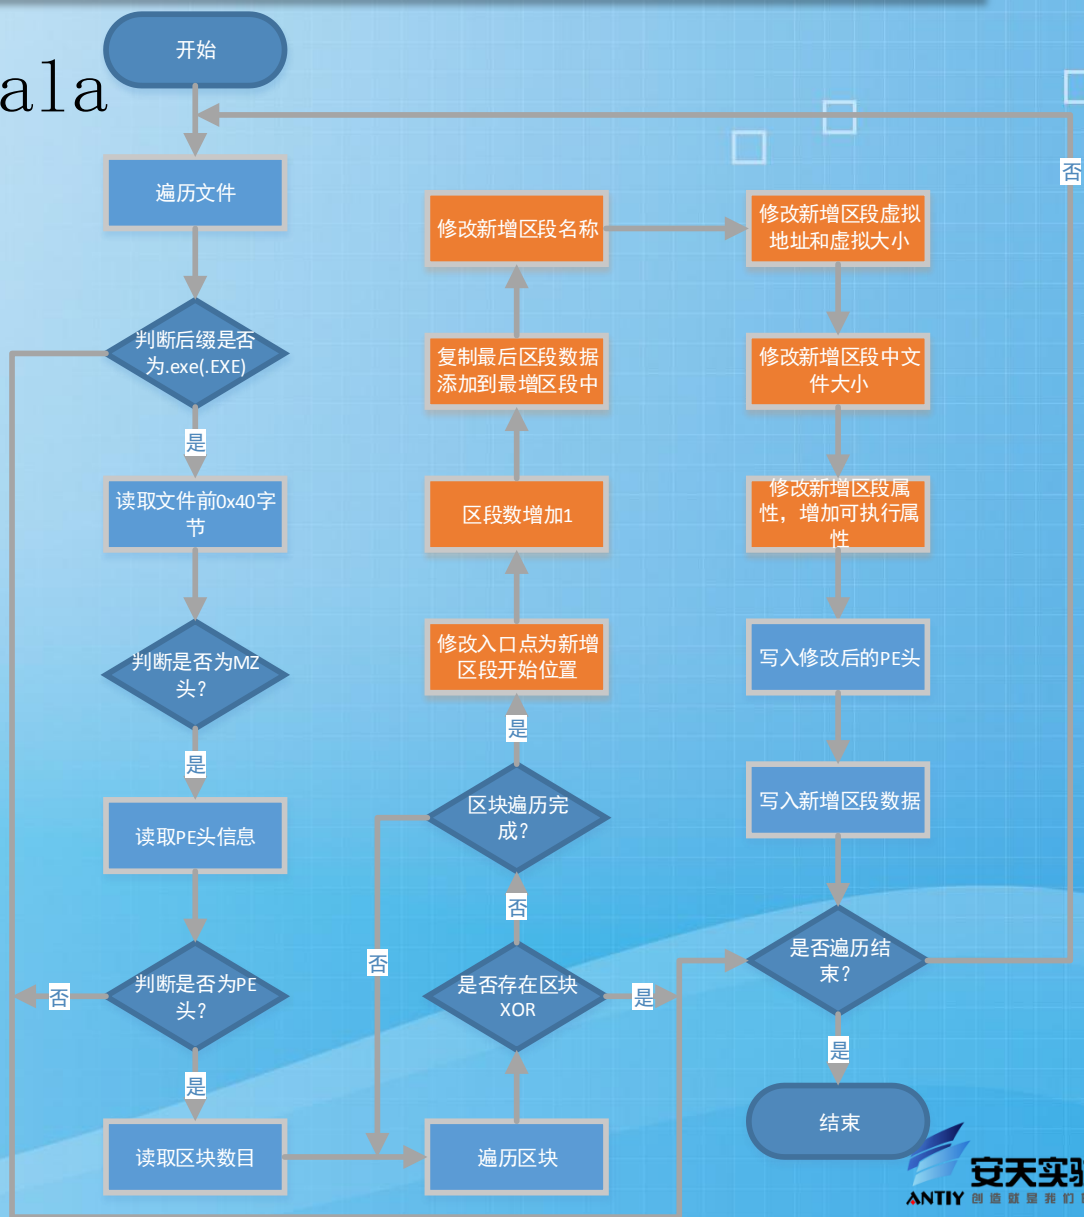 ala
开始
遍历文件
判断后缀是否
为.exe(.EXE)
是
读取文件前0x40字
节
判断是否为MZ
头？
是
读取PE头信息
判断是否为PE
头？
否
是
读取区块数目
遍历区块
是否存在区块
XOR
是
否
区块遍历完
成？
否
是
修改入口点为新增
区段开始位置
区段数增加1
复制最后区段数据
添加到最增区段中
修改新增区段名称
修改新增区段虚拟
地址和虚拟大小
修改新增区段中文
件大小
修改新增区段属
性，增加可执行属
性
写入修改后的PE头
写入新增区段数据
是否遍历结
束？
否
是
结束
安天实验
ANTIY 创造就是我们